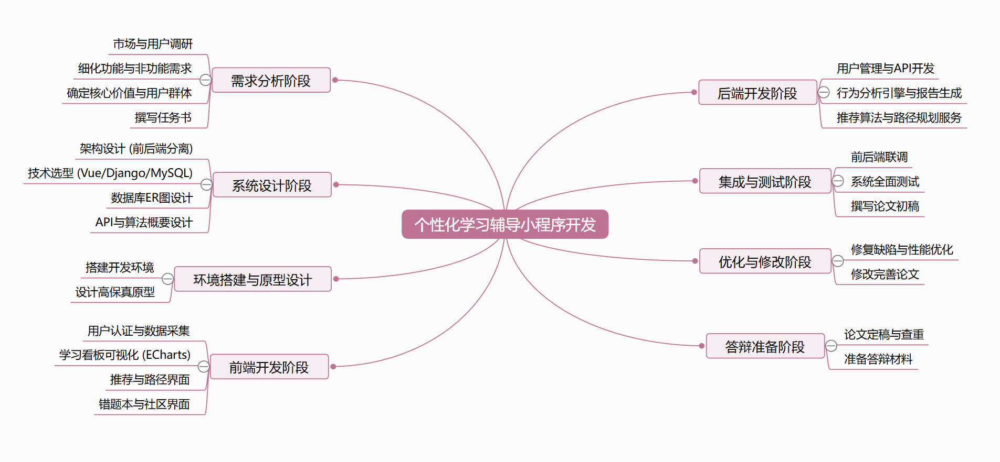 个性化学习辅导小程序开发
需求分析阶段
市场与用户调研
细化功能与非功能需求
确定核心价值与用户群体
撰写任务书
系统设计阶段
架构设计 (前后端分离)
技术选型 (Vue/Django/MySQL)
数据库ER图设计
API与算法概要设计
环境搭建与原型设计
搭建开发环境
设计高保真原型
前端开发阶段
用户认证与数据采集
学习看板可视化 (ECharts)
推荐与路径界面
错题本与社区界面
后端开发阶段
用户管理与API开发
行为分析引擎与报告生成
推荐算法与路径规划服务
集成与测试阶段
前后端联调
系统全面测试
撰写论文初稿
优化与修改阶段
修复缺陷与性能优化
修改完善论文
答辩准备阶段
论文定稿与查重
准备答辩材料